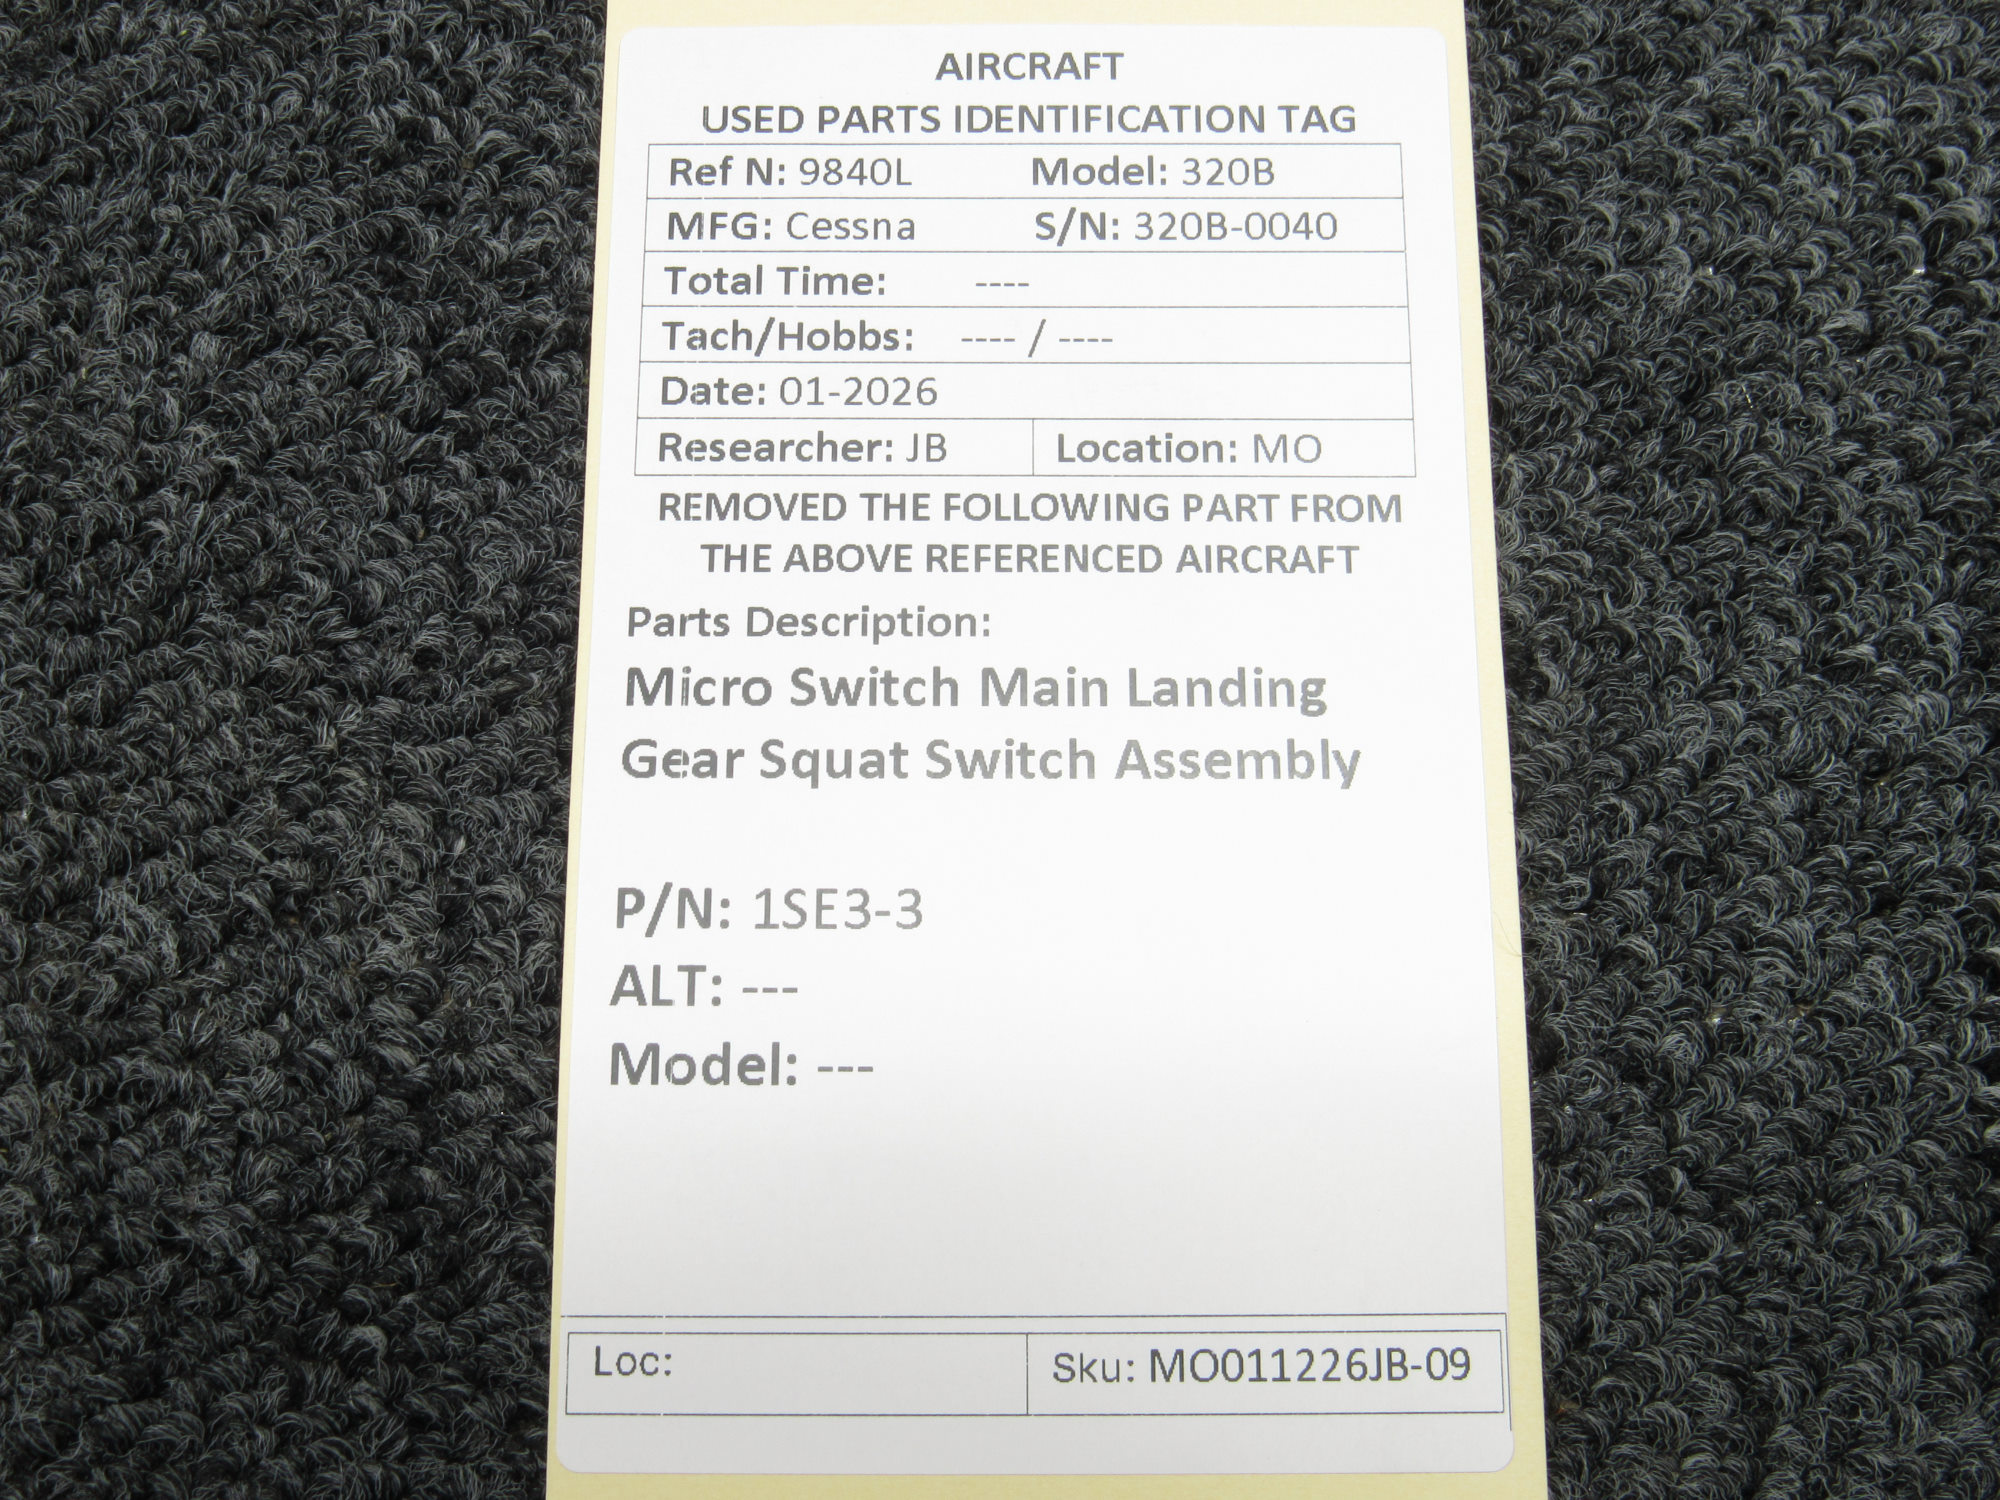 AIRCRAFT
USED PARTS IDENTIFICATION TAG
Ref N: 9840L Model: 320B
MFG: Cessna S/N: 320B-0040
Total Time: ----
Tach/Hobbs: ---- / ----
Date: 01-2026
Researcher: JB Location: MO
REMOVED THE FOLLOWING PART FROM
THE ABOVE REFERENCED AIRCRAFT
Parts Description:
Micro Switch Main Landing
Gear Squat Switch Assembly
P/N: 1SE3-3
ALT: ---
Model: ---
Loc: Sku: MO011226JB-09